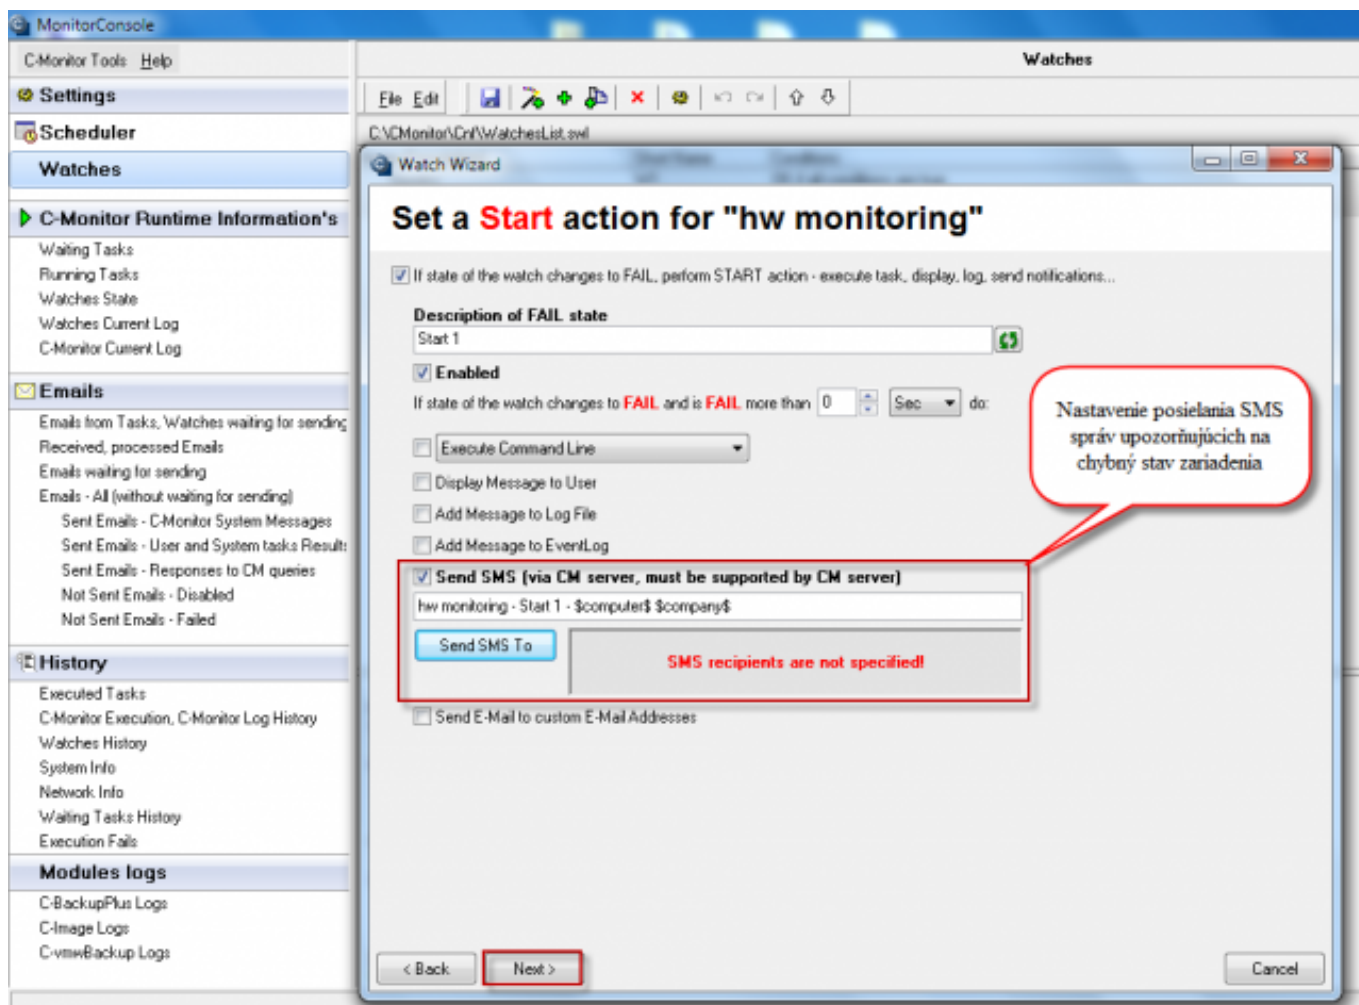 MonitorConsole
C-Monitor Tools Help
Watches
Settings
File Edit
Scheduler
C:\CMonitor\Cnf\WatchesList.swl
Watches
Watch Wizard
C-Monitor Runtime Information's
Waiting Tasks
Running Tasks
Watches State
Watches Current Log
C-Monitor Current Log
Emails
Emails from Tasks, Watches waiting for sending
Received, processed Emails
Emails waiting for sending
Emails - All (without waiting for sending)
Sent Emails - C-Monitor System Messages
Sent Emails - User and System tasks Results
Sent Emails - Responses to CM queries
Not Sent Emails - Disabled
Not Sent Emails - Failed
History
Executed Tasks
C-Monitor Execution, C-Monitor Log History
Watches History
System Info
Network Info
Waiting Tasks History
Execution Fails
Modules logs
C-BackupPlus Logs
C-Image Logs
C-vmwBackup Logs
Set a Start action for "hw monitoring"
If state of the watch changes to FAIL, perform START action - execute task, display, log, send notifications...
Description of FAIL state
Start 1
Enabled
If state of the watch changes to FAIL and is FAIL more than 0 Sec do:
Execute Command Line
Display Message to User
Add Message to Log File
Add Message to EventLog
Send SMS (via CM server, must be supported by CM server)
hw monitoring - Start 1 - $computer$ $company$
Send SMS To
SMS recipients are not specified!
Send E-Mail to custom E-Mail Addresses
Nastavenie posielania SMS
správ upozorňujúcich na
chybný stav zariadenia
< Back
Next >
Cancel